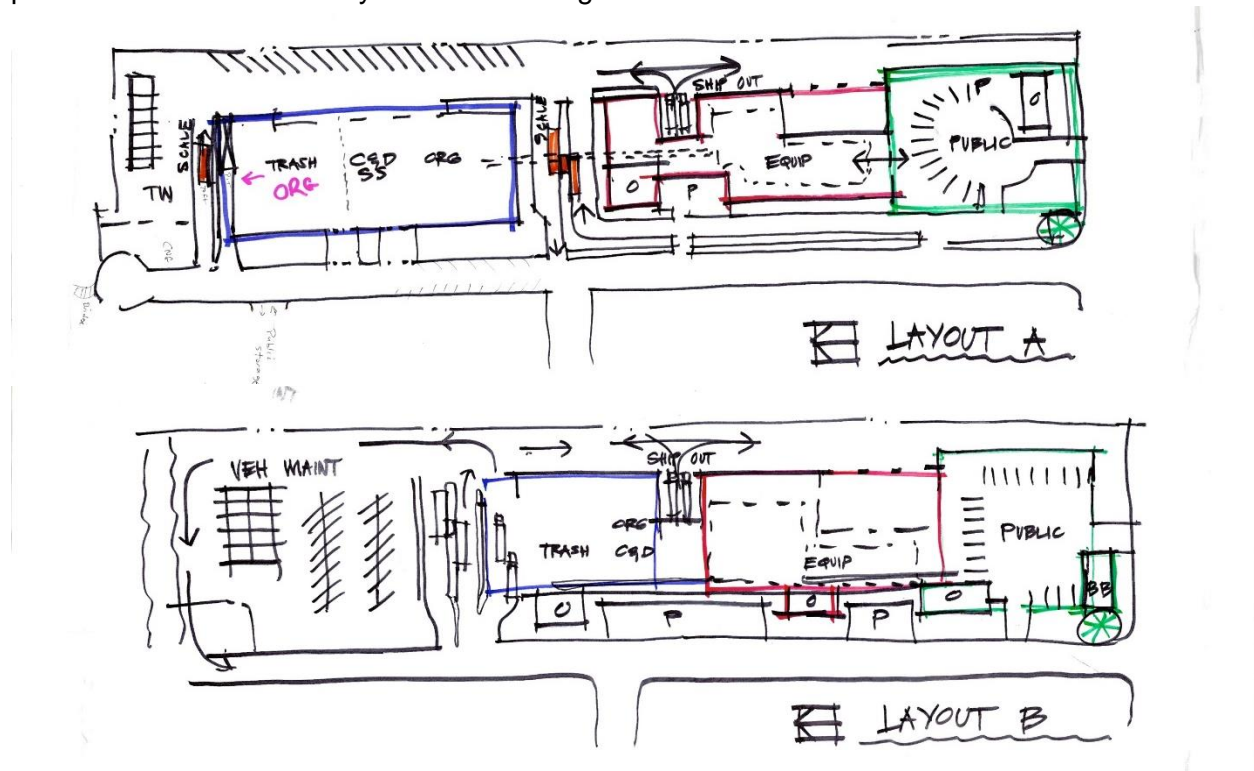 SHIP OUT
SCALE
SCALE
TRASH
ORG
C&D
SS
ORG
TW
EQUIP
O
P
P
PUBLIC
O
LAYOUT A
VEH MAINT
SHIP OUT
ORG
TRASH C&D
EQUIP
PUBLIC
O
P
O
P
O
BB
LAYOUT B